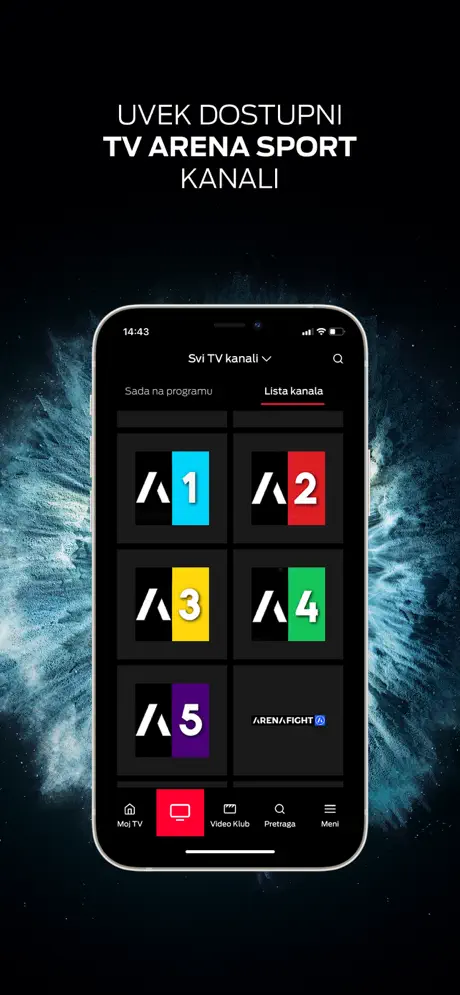 UVEK DOSTUPNI
TV ARENA SPORT
KANALI
14:43
Svi TV kanali
Sada na programu
Lista kanala
1
2
3
4
5
ARENA FIGHT
Moj TV
Video Klub
Pretraga
Meni